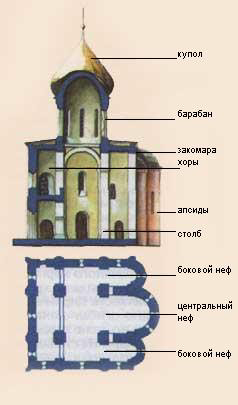 купол
барабан
закомара
хоры
апсиды
столб
боковой неф
центральный
неф
боковой неф